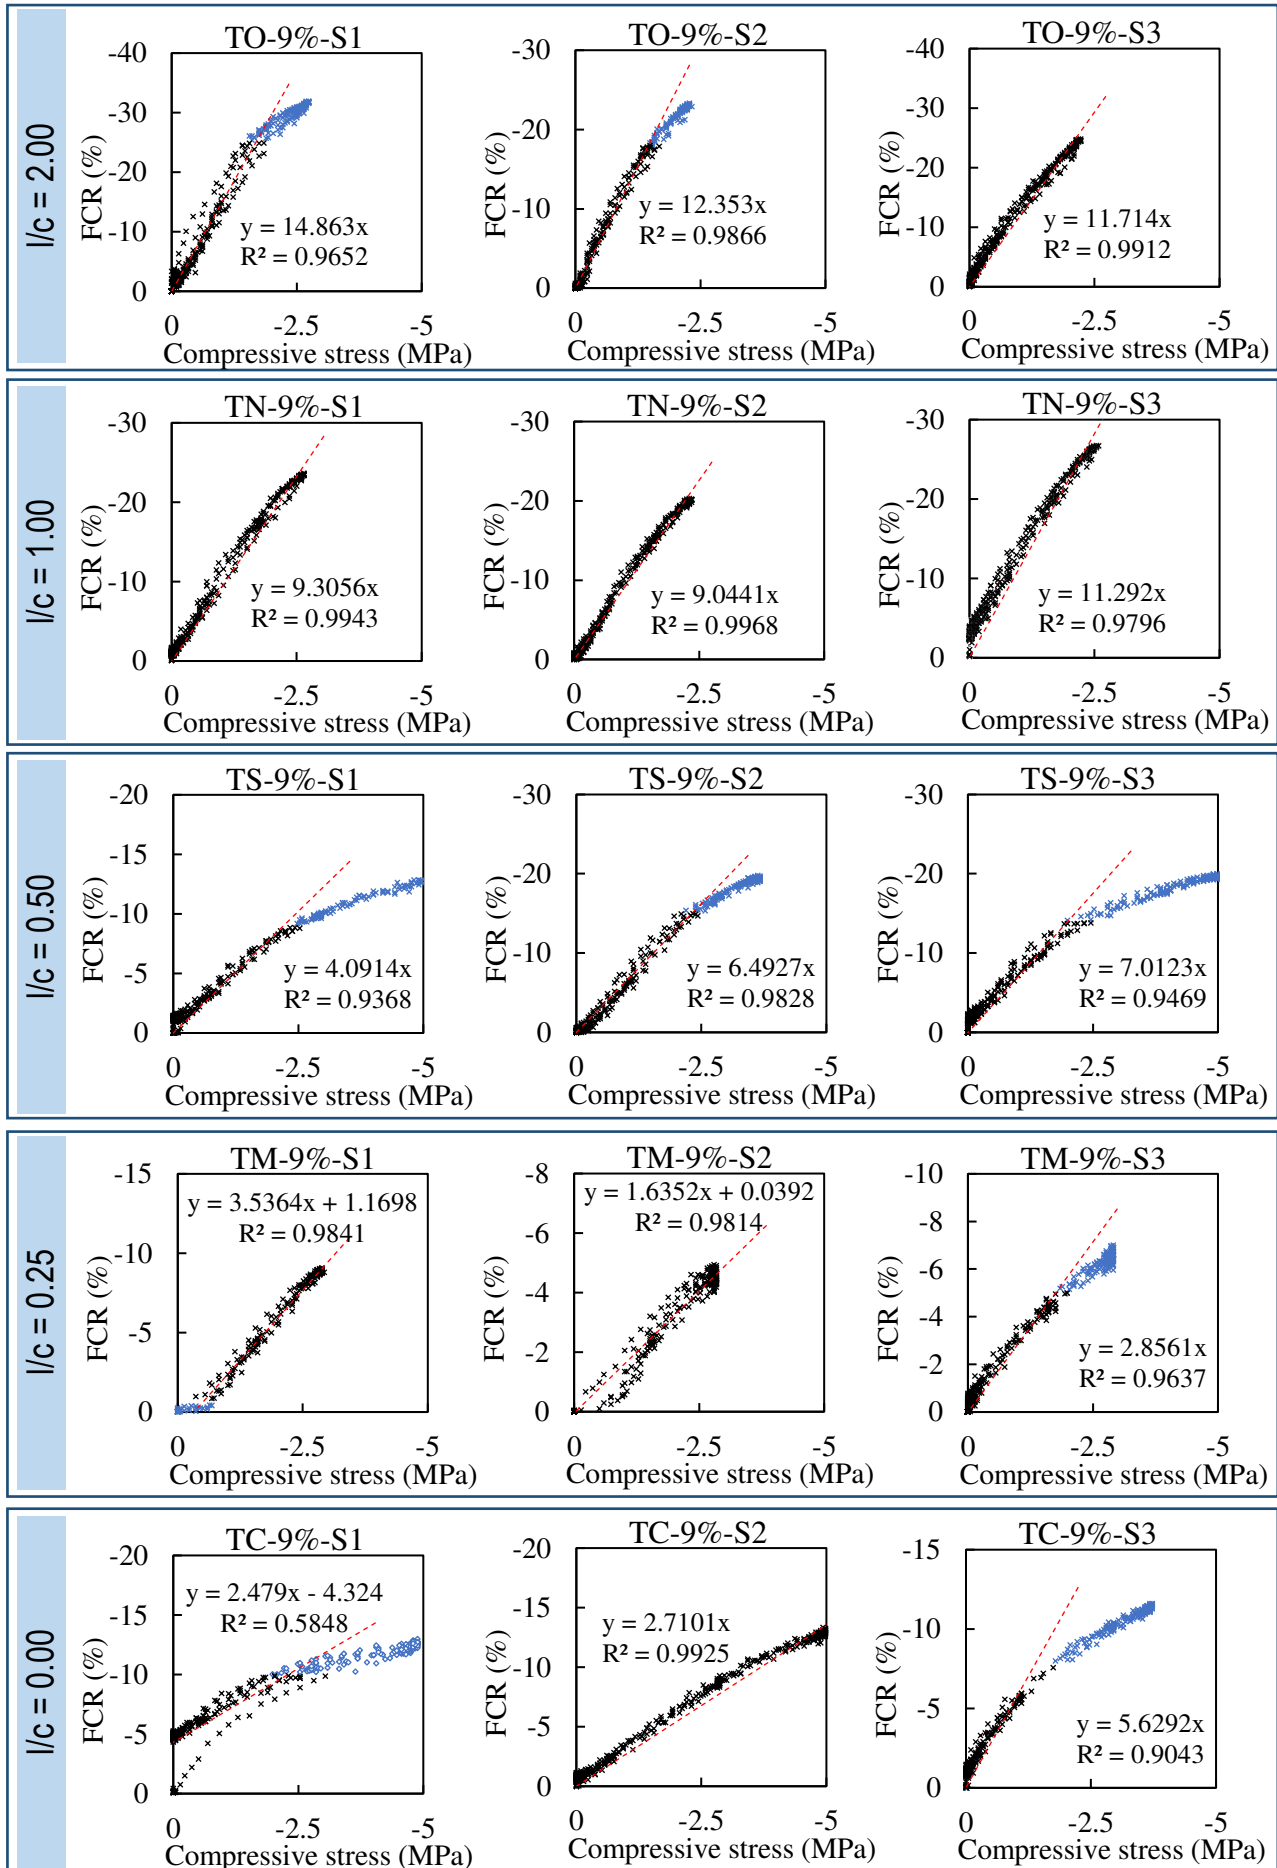 I/c = 2.00
TO-9%-S1
-40
-30
-20
-10
0
FCR (%)
y = 14.863x
R² = 0.9652
0 -2.5 -5
Compressive stress (MPa)
TO-9%-S2
-30
-20
-10
0
FCR (%)
y = 12.353x
R² = 0.9866
0 -2.5 -5
Compressive stress (MPa)
TO-9%-S3
-40
-30
-20
-10
0
FCR (%)
y = 11.714x
R² = 0.9912
0 -2.5 -5
Compressive stress (MPa)
I/c = 1.00
TN-9%-S1
-30
-20
-10
0
FCR (%)
y = 9.3056x
R² = 0.9943
0 -2.5 -5
Compressive stress (MPa)
TN-9%-S2
-30
-20
-10
0
FCR (%)
y = 9.0441x
R² = 0.9968
0 -2.5 -5
Compressive stress (MPa)
TN-9%-S3
-30
-20
-10
0
FCR (%)
y = 11.292x
R² = 0.9796
0 -2.5 -5
Compressive stress (MPa)
I/c = 0.50
TS-9%-S1
-20
-15
-10
-5
0
FCR (%)
y = 4.0914x
R² = 0.9368
0 -2.5 -5
Compressive stress (MPa)
TS-9%-S2
-30
-20
-10
0
FCR (%)
y = 6.4927x
R² = 0.9828
0 -2.5 -5
Compressive stress (MPa)
TS-9%-S3
-30
-20
-10
0
FCR (%)
y = 7.0123x
R² = 0.9469
0 -2.5 -5
Compressive stress (MPa)
I/c = 0.25
TM-9%-S1
-15
-10
-5
0
FCR (%)
y = 3.5364x + 1.1698
R² = 0.9841
0 -2.5 -5
Compressive stress (MPa)
TM-9%-S2
-8
-6
-4
-2
0
FCR (%)
y = 1.6352x + 0.0392
R² = 0.9814
0 -2.5 -5
Compressive stress (MPa)
TM-9%-S3
-10
-8
-6
-4
-2
0
FCR (%)
y = 2.8561x
R² = 0.9637
0 -2.5 -5
Compressive stress (MPa)
I/c = 0.00
TC-9%-S1
-20
-15
-10
-5
0
FCR (%)
y = 2.479x - 4.324
R² = 0.5848
0 -2.5 -5
Compressive stress (MPa)
TC-9%-S2
-20
-15
-10
-5
0
FCR (%)
y = 2.7101x
R² = 0.9925
0 -2.5 -5
Compressive stress (MPa)
TC-9%-S3
-15
-10
-5
0
FCR (%)
y = 5.6292x
R² = 0.9043
0 -2.5 -5
Compressive stress (MPa)